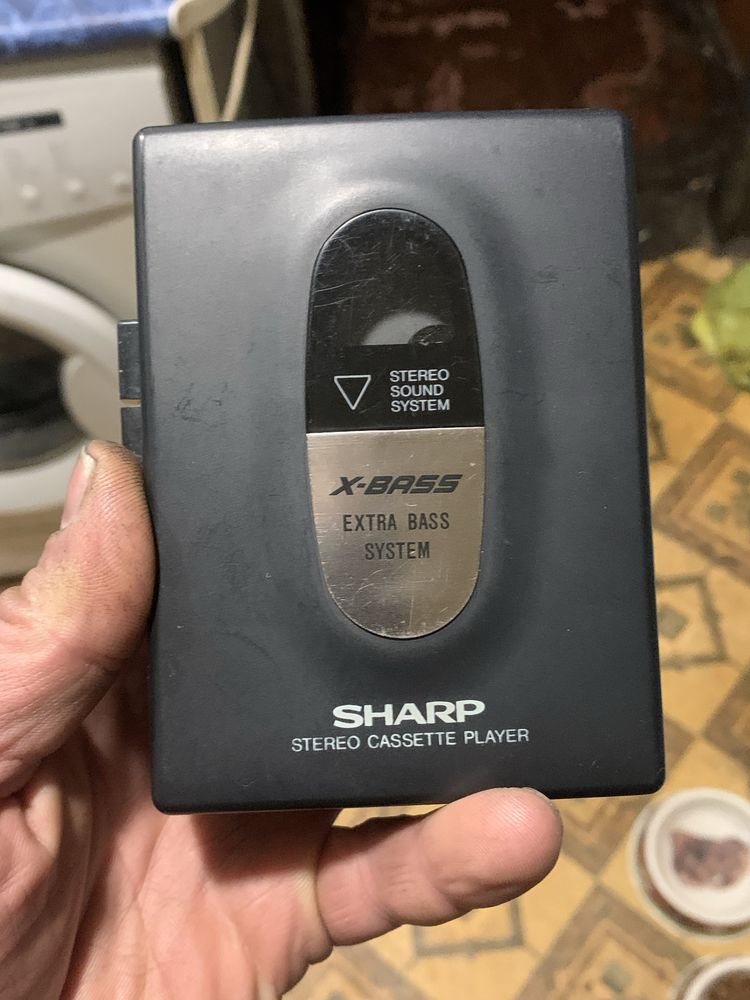 STEREO
SOUND
SYSTEM
X-BASS
EXTRA BASS
SYSTEM
SHARP
STEREO CASSETTE PLAYER